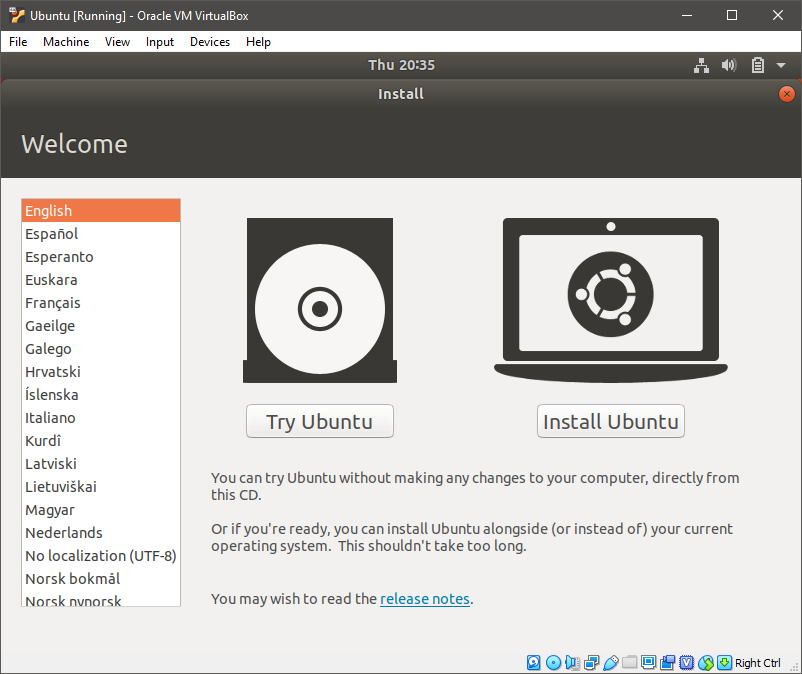 Ubuntu [Running] - Oracle VM VirtualBox
File Machine View Input Devices Help
Thu 20:35
Install
Welcome
English
Español
Esperanto
Euskara
Français
Gaeilge
Galego
Hrvatski
Íslenska
Italiano
Kurdî
Latviski
Lietuviškai
Magyar
Nederlands
No localization (UTF-8)
Norsk bokmål
Norsk nynorsk
Try Ubuntu
Install Ubuntu
You can try Ubuntu without making any changes to your computer, directly from
this CD.
Or if you're ready, you can install Ubuntu alongside (or instead of) your current
operating system. This shouldn't take too long.
You may wish to read the release notes.
Right Ctrl